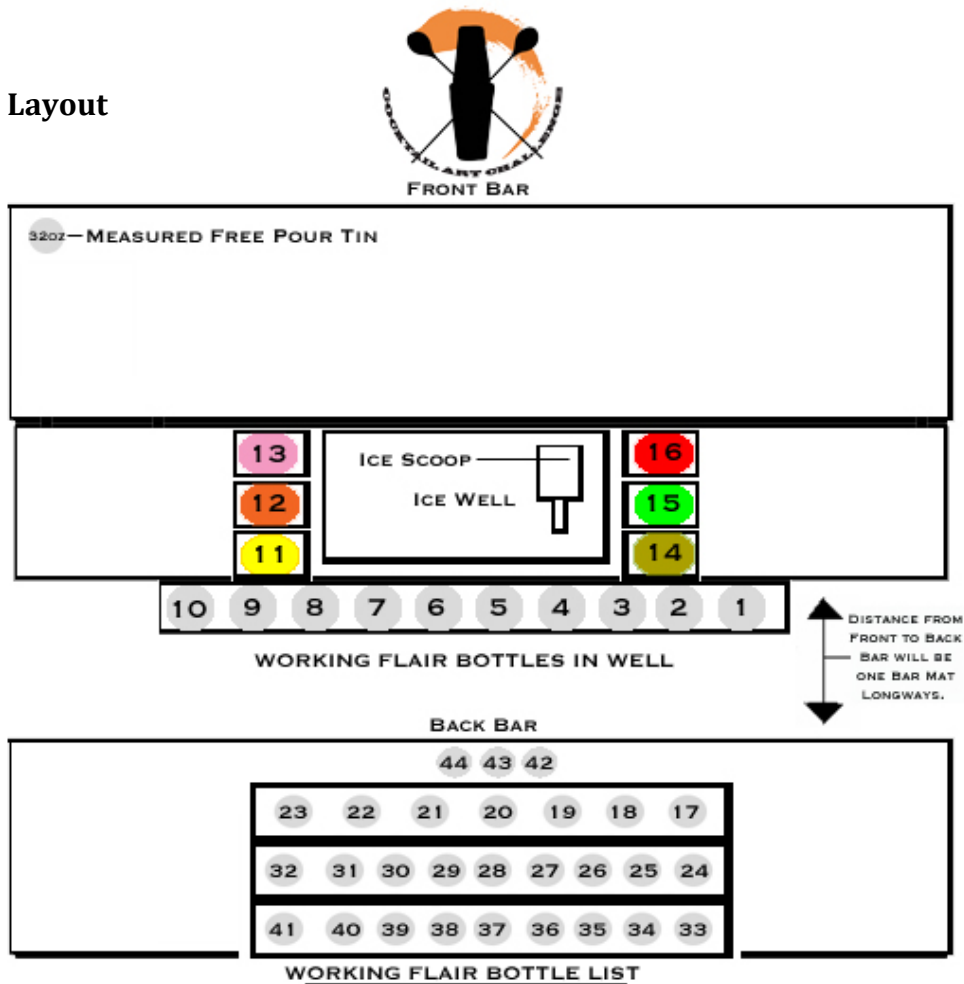 Layout
COCKTAIL ART CHALLENGE
FRONT BAR
32oz—MEASURED FREE POUR TIN
13
ICE SCOOP
16
12
ICE WELL
15
11
14
10 9 8 7 6 5 4 3 2 1
WORKING FLAIR BOTTLES IN WELL
DISTANCE FROM
FRONT TO BACK
BAR WILL BE
ONE BAR MAT
LONGWAYS.
BACK BAR
44 43 42
23 22 21 20 19 18 17
32 31 30 29 28 27 26 25 24
41 40 39 38 37 36 35 34 33
WORKING FLAIR BOTTLE LIST